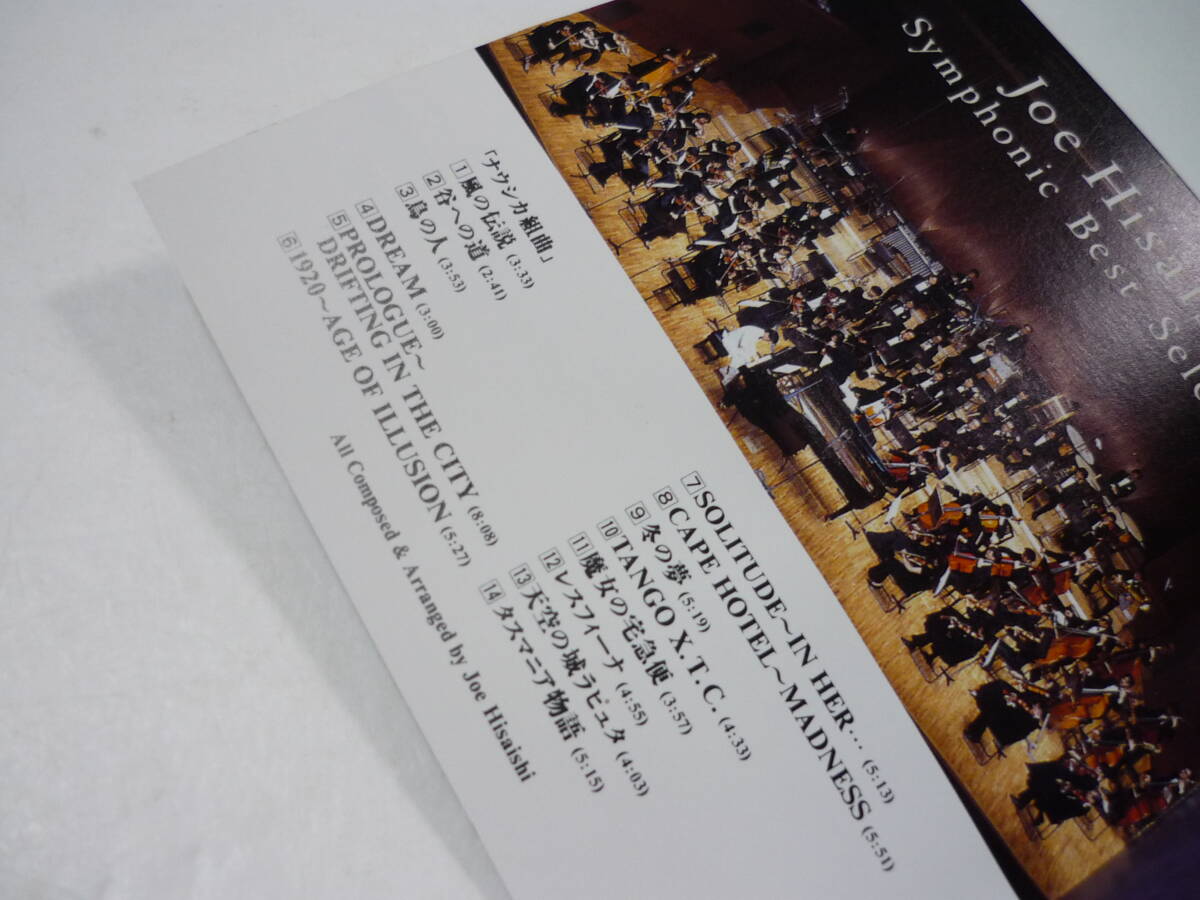 Joe Hisai
Symphonic Best Sele
「ナウシカ組曲」
1 風の伝説 (3:33)
2 谷への道 (2:41)
3 鳥の人 (3:53)
4 DREAM (3:00)
5 PROLOGUE〜
DRIFTING IN THE CITY (8:08)
6 1920〜AGE OF ILLUSION (5:27)
7 SOLITUDE〜IN HER… (5:13)
8 CAPE HOTEL〜MADNESS (5:51)
9 冬の夢 (5:19)
10 TANGO X.T.C. (4:33)
11 魔女の宅急便 (3:57)
12 レスフィーナ (4:55)
13 天空の城ラピュタ (4:03)
14 タスマニア物語 (5:15)
All Composed & Arranged by Joe Hisaishi